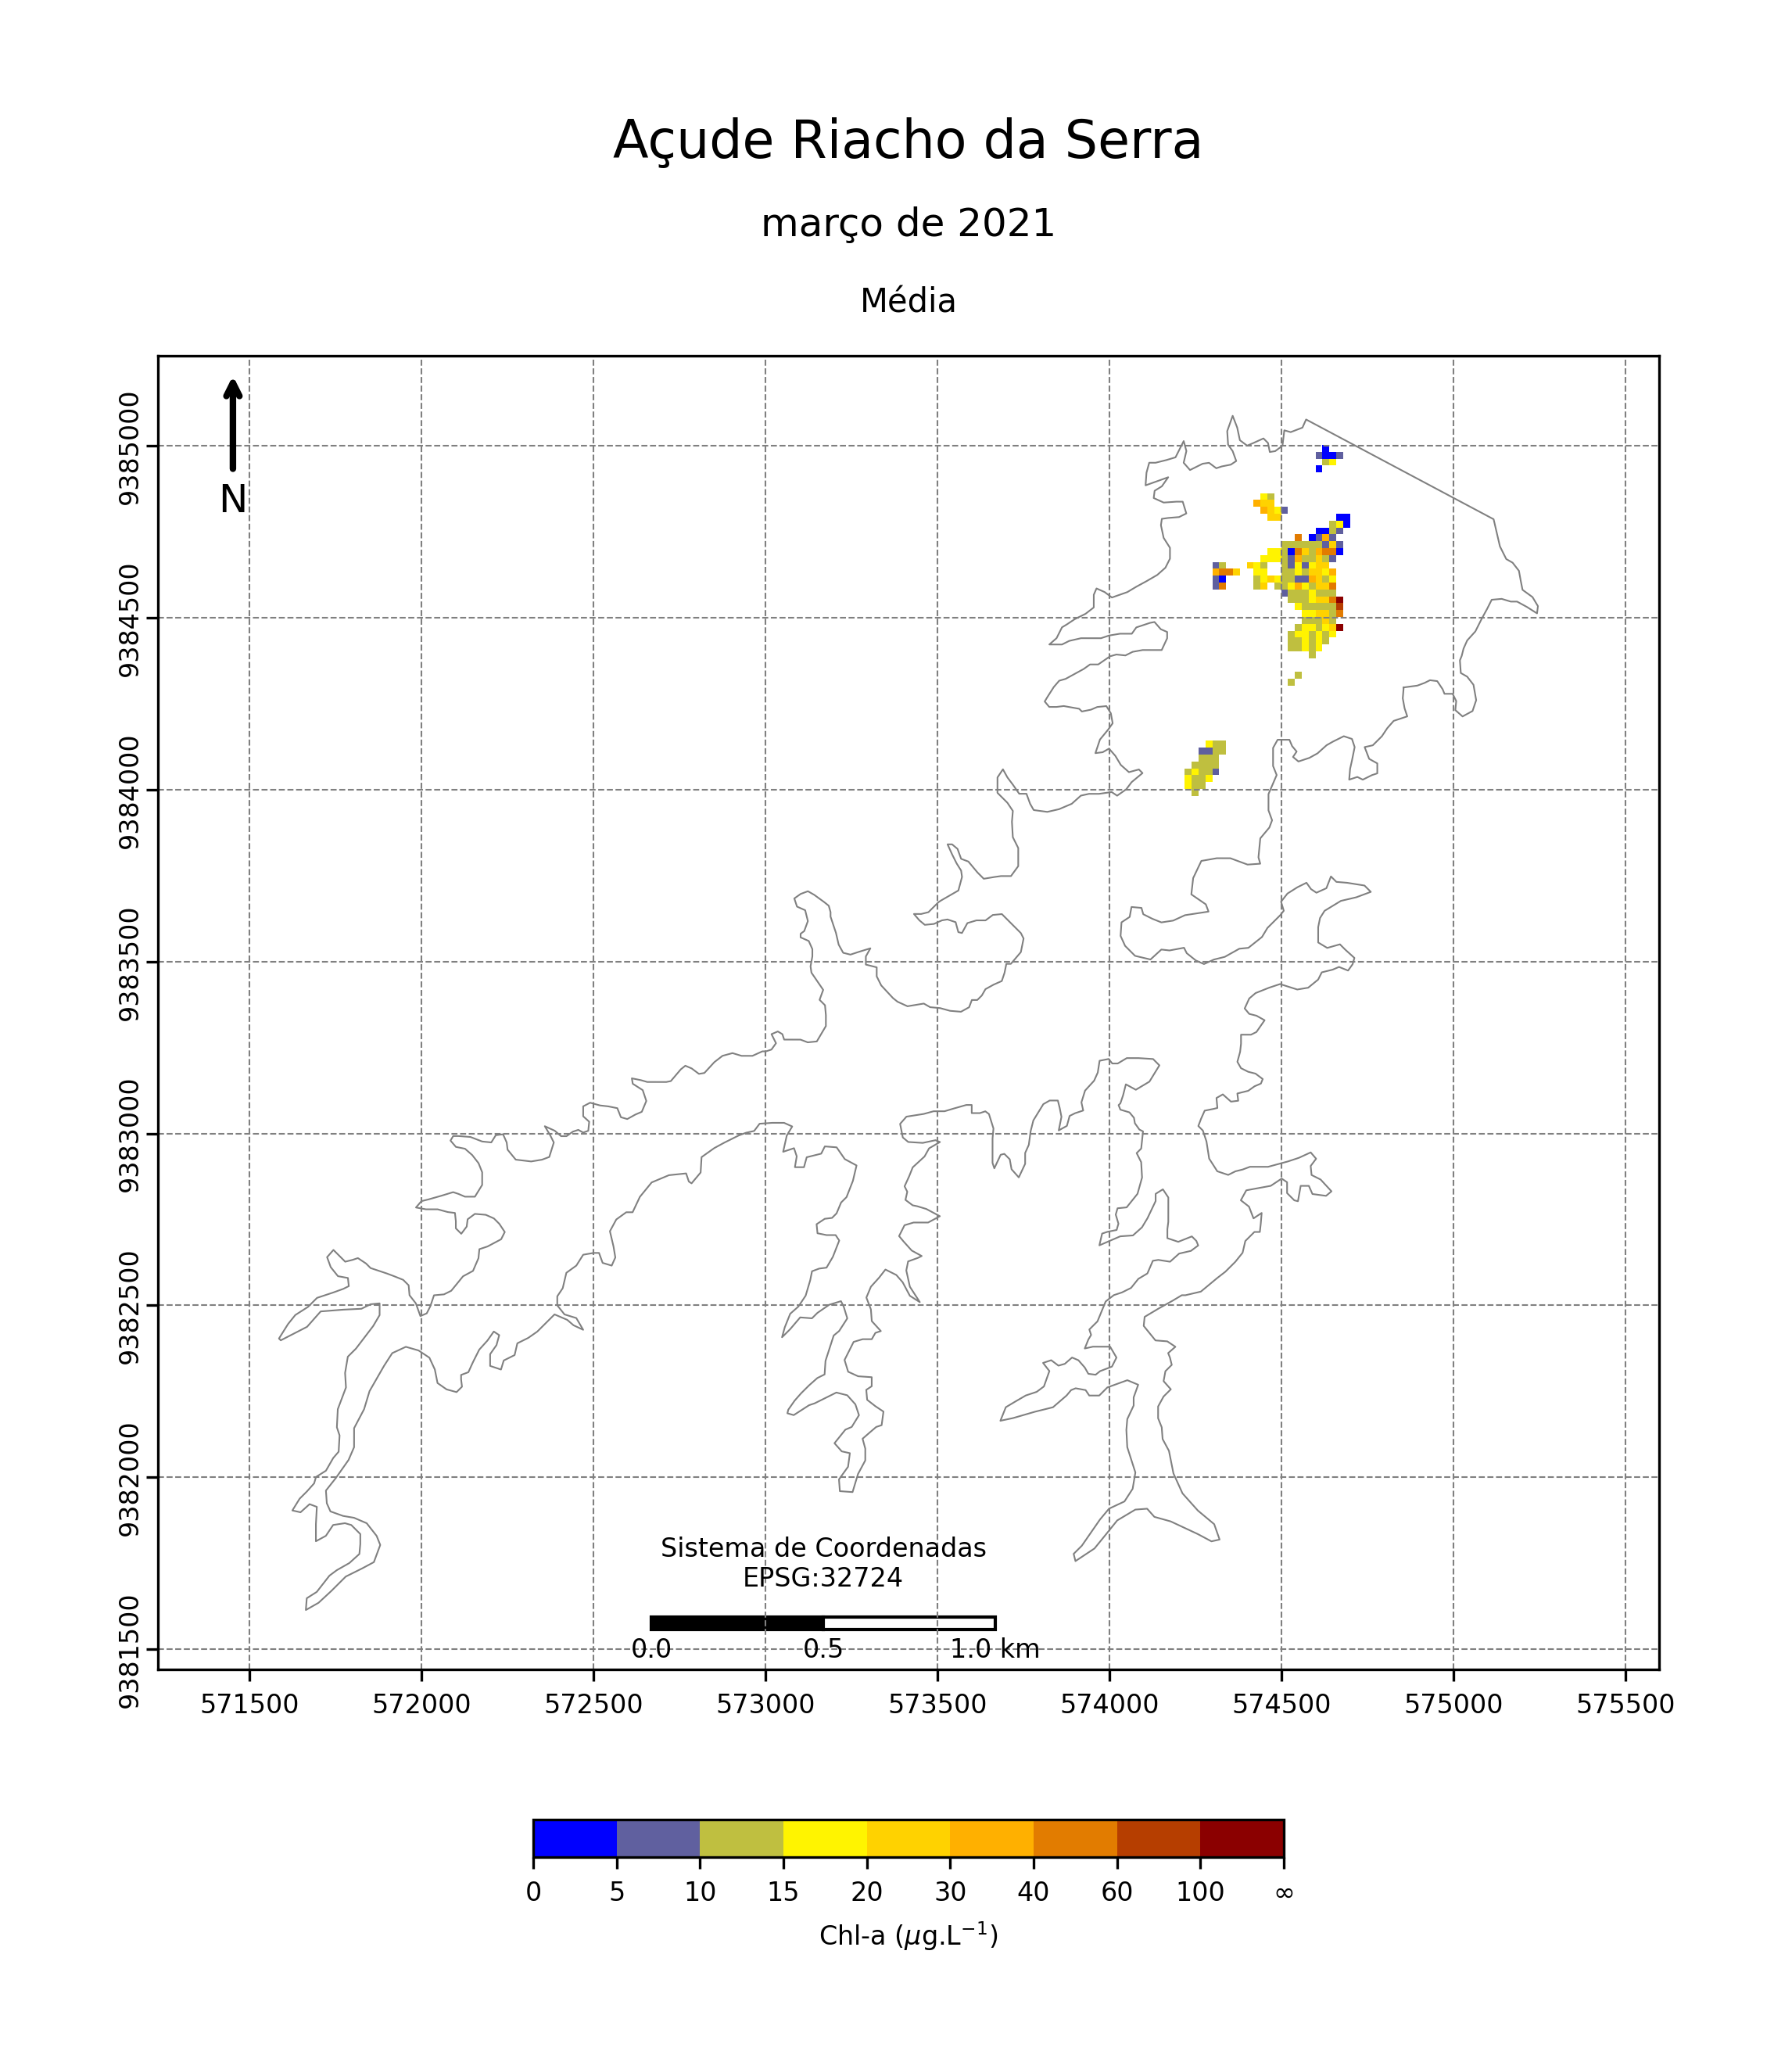 Açude Riacho da Serra
março de 2021
Média
N
9385000
9384500
9384000
9383500
9383000
9382500
9382000
9381500
Sistema de Coordenadas
EPSG:32724
0.0 0.5 1.0 km
571500 572000 572500 573000 573500 574000 574500 575000 575500
0 5 10 15 20 30 40 60 100 ∞
Chl-a (μg.L⁻¹)